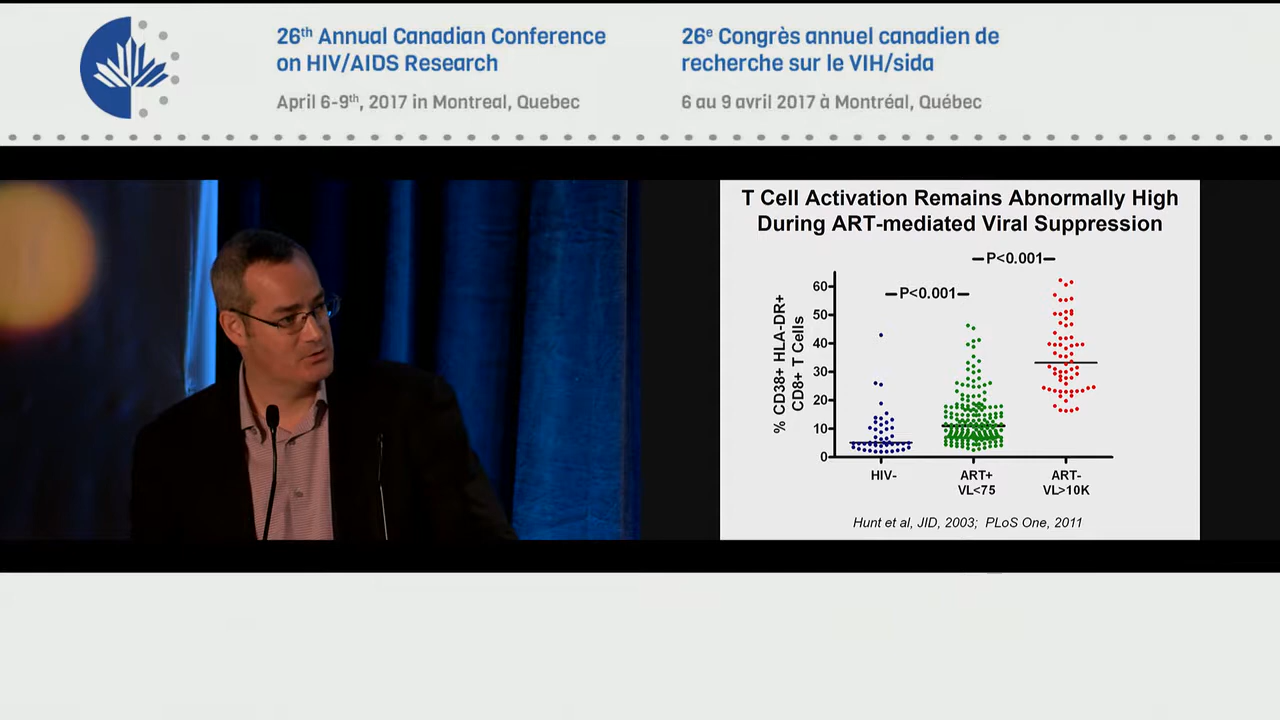 26th Annual Canadian Conference
on HIV/AIDS Research
April 6-9th, 2017 in Montreal, Quebec
26e Congrès annuel canadien de
recherche sur le VIH/sida
6 au 9 avril 2017 à Montréal, Québec
T Cell Activation Remains Abnormally High
During ART-mediated Viral Suppression
P<0.001
P<0.001
% CD38+ HLA-DR+
CD8+ T Cells
60
50
40
30
20
10
0
HIV-
ART+
VL<75
ART-
VL>10K
Hunt et al, JID, 2003; PLoS One, 2011